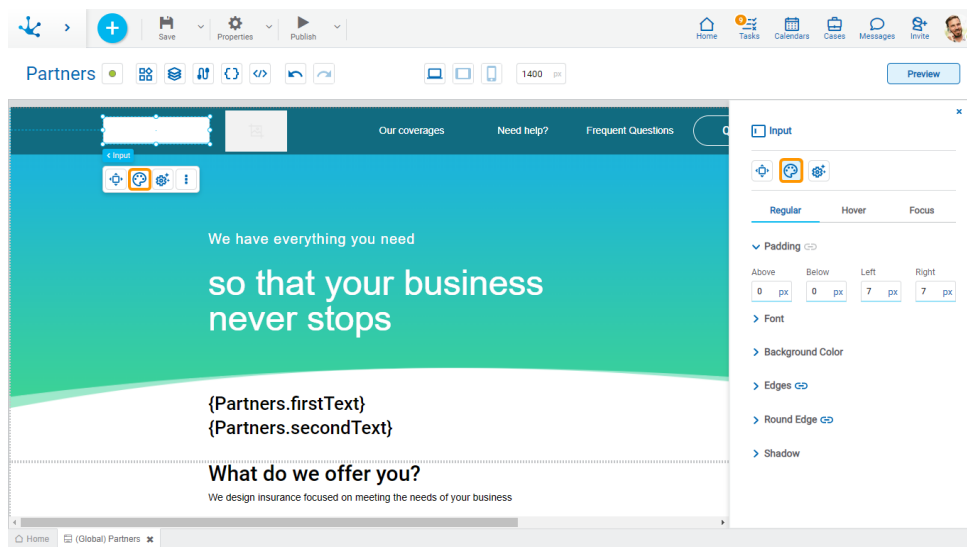 Save
Properties
Publish
Home
9
Tasks
Calendars
Cases
Messages
Invite
Partners
1400 px
Preview
Our coverages
Need help?
Frequent Questions
Input
We have everything you need
so that your business
never stops
{Partners.firstText}
{Partners.secondText}
What do we offer you?
We design insurance focused on meeting the needs of your business
Input
Regular Hover Focus
Padding
Above Below Left Right
0 px 0 px 7 px 7 px
Font
Background Color
Edges
Round Edge
Shadow
Home
(Global) Partners